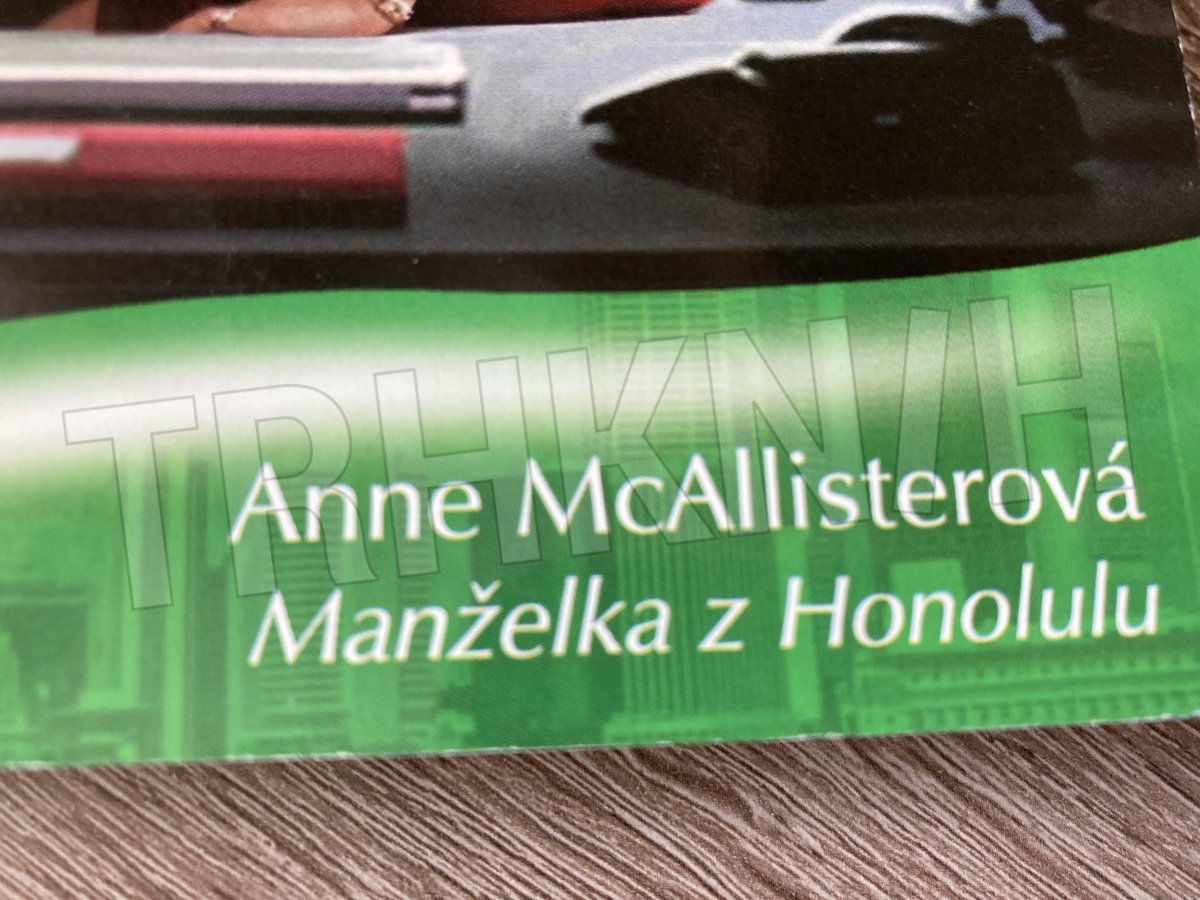 TRHKNIH
Anne McAllisterová
Manželka z Honolulu